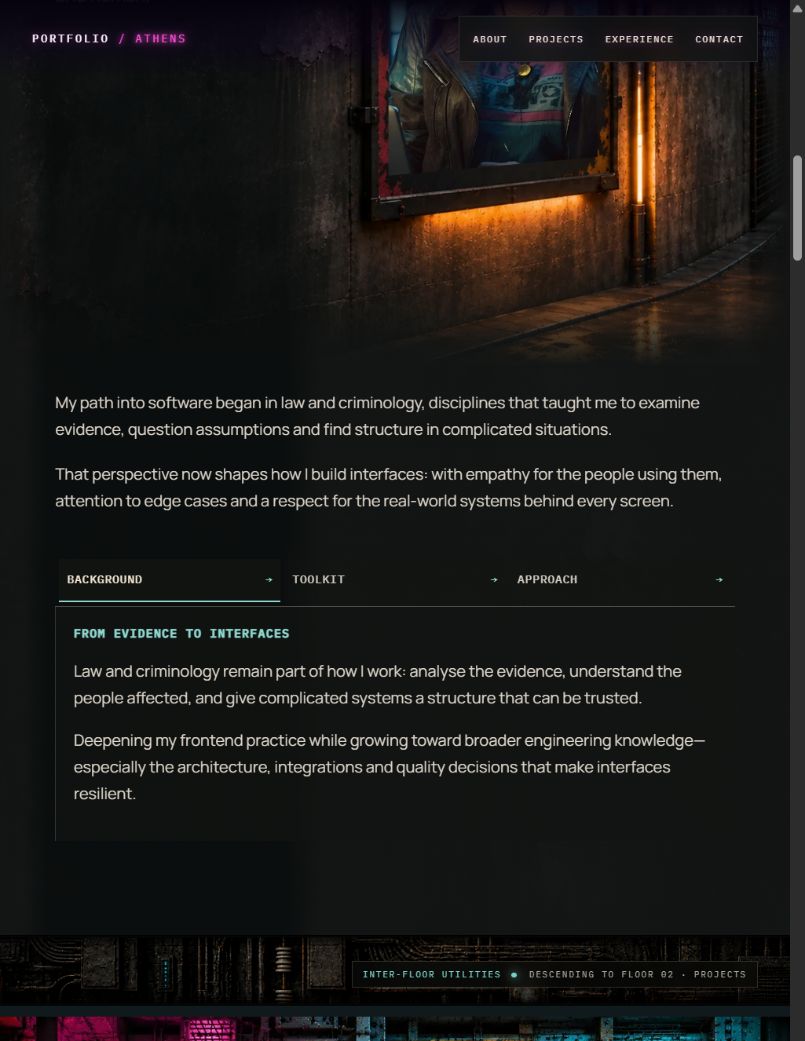 PORTFOLIO / ATHENS
ABOUT PROJECTS EXPERIENCE CONTACT
My path into software began in law and criminology, disciplines that taught me to examine
evidence, question assumptions and find structure in complicated situations.
That perspective now shapes how I build interfaces: with empathy for the people using them,
attention to edge cases and a respect for the real-world systems behind every screen.
BACKGROUND → TOOLKIT → APPROACH →
FROM EVIDENCE TO INTERFACES
Law and criminology remain part of how I work: analyse the evidence, understand the
people affected, and give complicated systems a structure that can be trusted.
Deepening my frontend practice while growing toward broader engineering knowledge—
especially the architecture, integrations and quality decisions that make interfaces
resilient.
INTER-FLOOR UTILITIES ● DESCENDING TO FLOOR 02 · PROJECTS